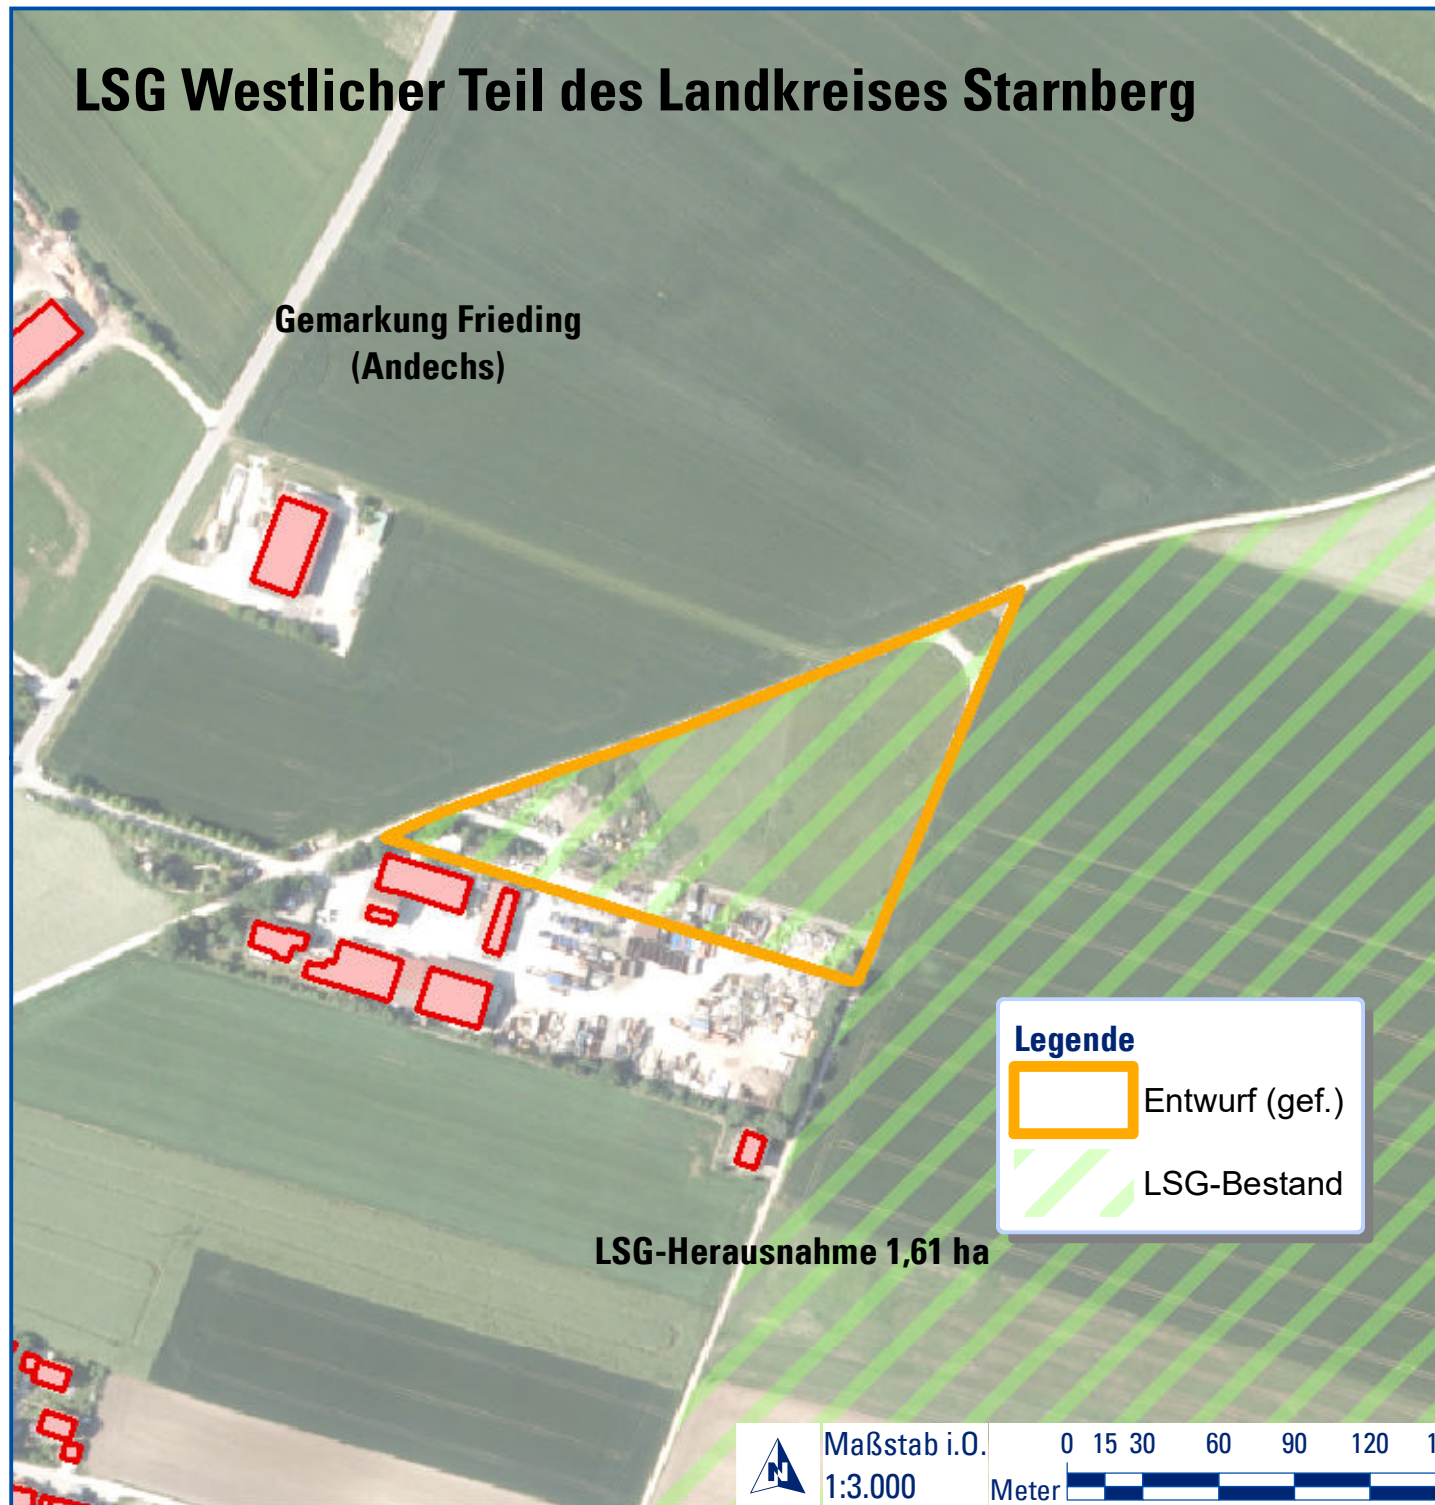 LSG Westlicher Teil des Landkreises Starnberg
Gemarkung Frieding
(Andechs)
Legende
Entwurf (gef.)
LSG-Bestand
LSG-Herausnahme 1,61 ha
N
Maßstab i.O.
1:3.000
0 15 30 60 90 120
Meter